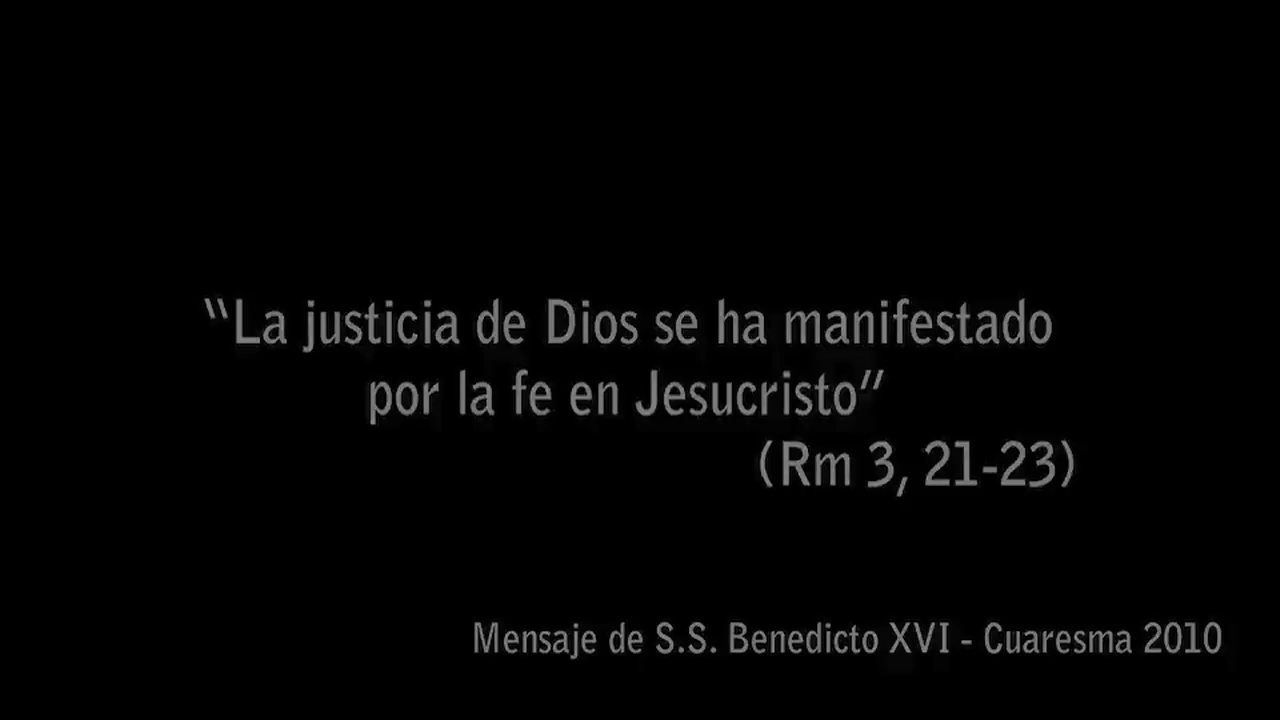 “La justicia de Dios se ha manifestado
por la fe en Jesucristo”
(Rm 3, 21-23)
Mensaje de S.S. Benedicto XVI - Cuaresma 2010